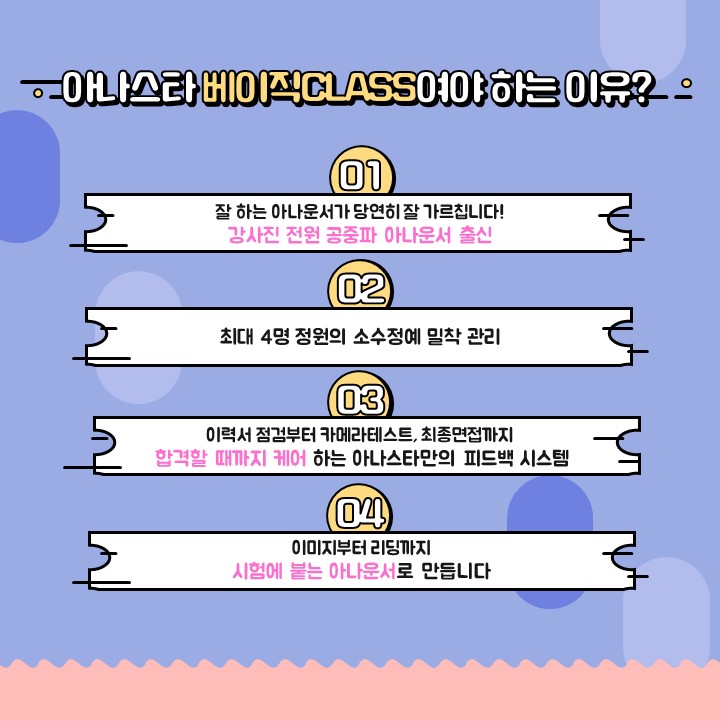 아나스타 베이직CLASS여야 하는 이유?
01
잘 하는 아나운서가 당연히 잘 가르칩니다!
강사진 전원 공중파 아나운서 출신
02
최대 4명 정원의 소수정예 밀착 관리
03
이력서 점검부터 카메라테스트, 최종면접까지
합격할 때까지 케어 하는 아나스타만의 피드백 시스템
04
이미지부터 리딩까지
시험에 붙는 아나운서로 만듭니다